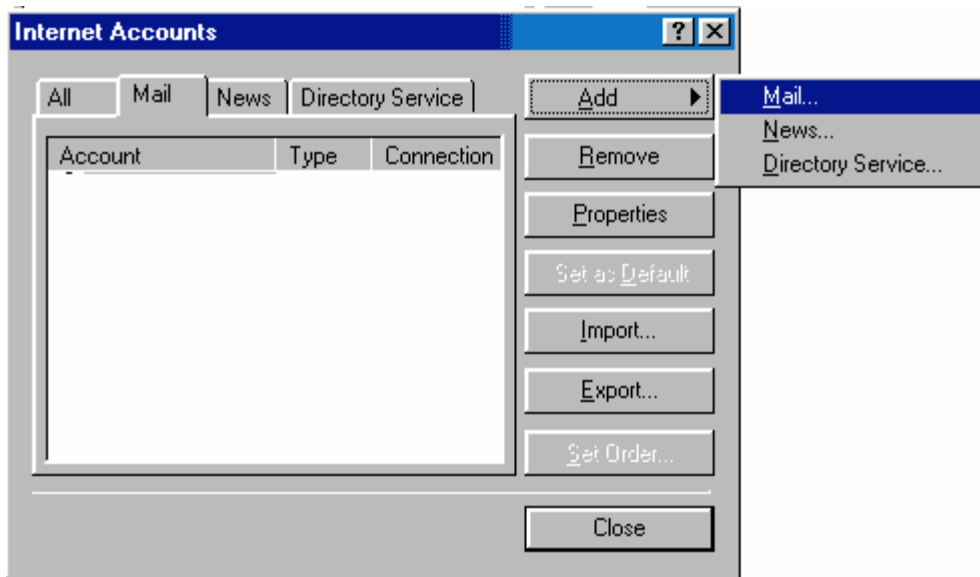 Internet Accounts ? X
All Mail News Directory Service
Account Type Connection
Add
Remove
Properties
Set as Default
Import...
Export...
Set Order...
Close
Mail...
News...
Directory Service...